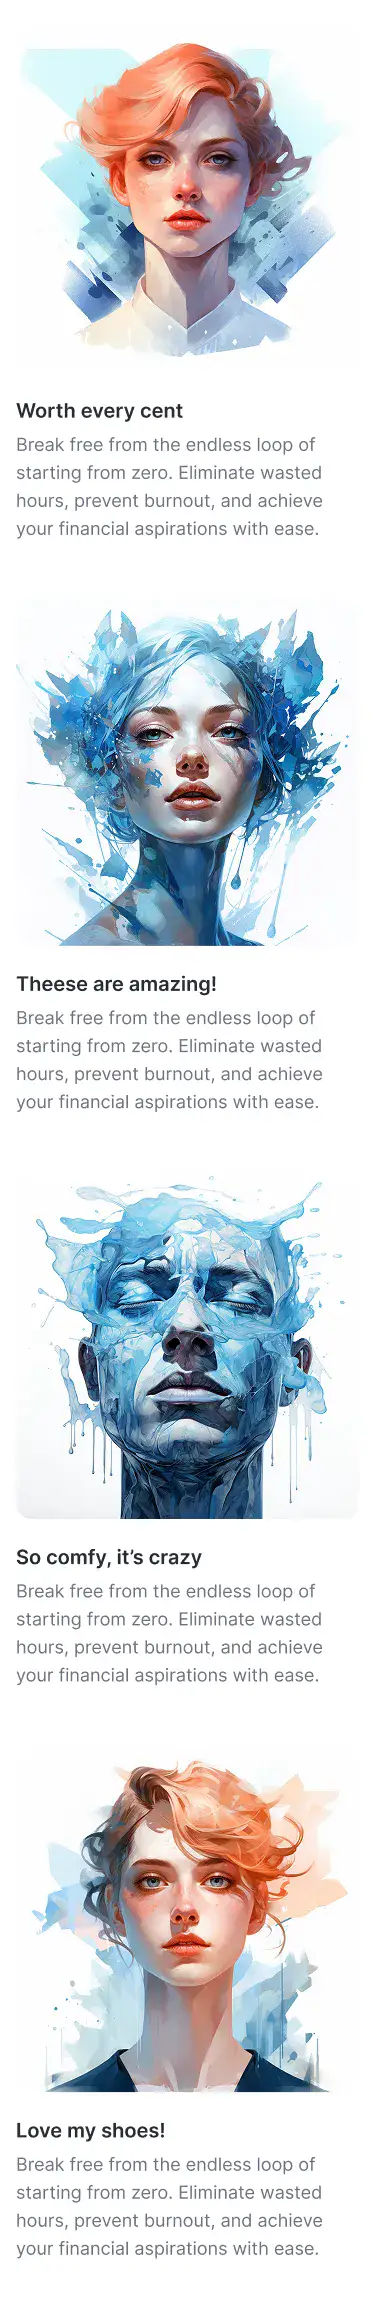 Worth every cent
Break free from the endless loop of
starting from zero. Eliminate wasted
hours, prevent burnout, and achieve
your financial aspirations with ease.
Theese are amazing!
Break free from the endless loop of
starting from zero. Eliminate wasted
hours, prevent burnout, and achieve
your financial aspirations with ease.
So comfy, it’s crazy
Break free from the endless loop of
starting from zero. Eliminate wasted
hours, prevent burnout, and achieve
your financial aspirations with ease.
Love my shoes!
Break free from the endless loop of
starting from zero. Eliminate wasted
hours, prevent burnout, and achieve
your financial aspirations with ease.